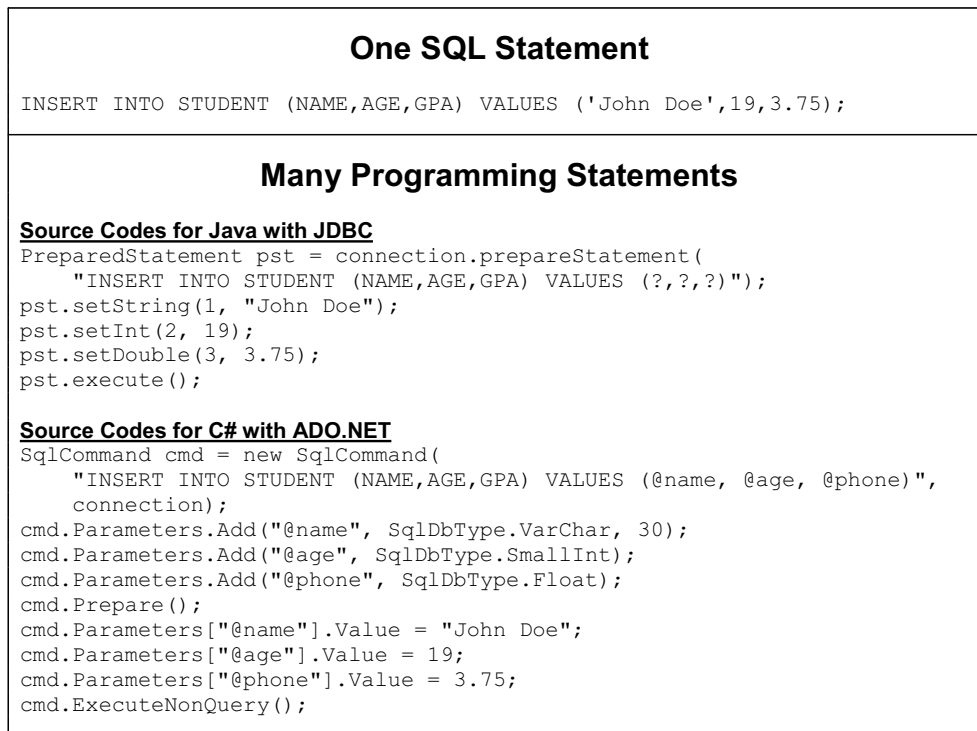 One SQL Statement
INSERT INTO STUDENT (NAME,AGE,GPA) VALUES ('John Doe',19,3.75);
Many Programming Statements
Source Codes for Java with JDBC
PreparedStatement pst = connection.prepareStatement(
    "INSERT INTO STUDENT (NAME,AGE,GPA) VALUES (?,?,?)");
pst.setString(1, "John Doe");
pst.setInt(2, 19);
pst.setDouble(3, 3.75);
pst.execute();
Source Codes for C# with ADO.NET
SqlCommand cmd = new SqlCommand(
    "INSERT INTO STUDENT (NAME,AGE,GPA) VALUES (@name, @age, @phone)",
    connection);
cmd.Parameters.Add("@name", SqlDbType.VarChar, 30);
cmd.Parameters.Add("@age", SqlDbType.SmallInt);
cmd.Parameters.Add("@phone", SqlDbType.Float);
cmd.Prepare();
cmd.Parameters["@name"].Value = "John Doe";
cmd.Parameters["@age"].Value = 19;
cmd.Parameters["@phone"].Value = 3.75;
cmd.ExecuteNonQuery();